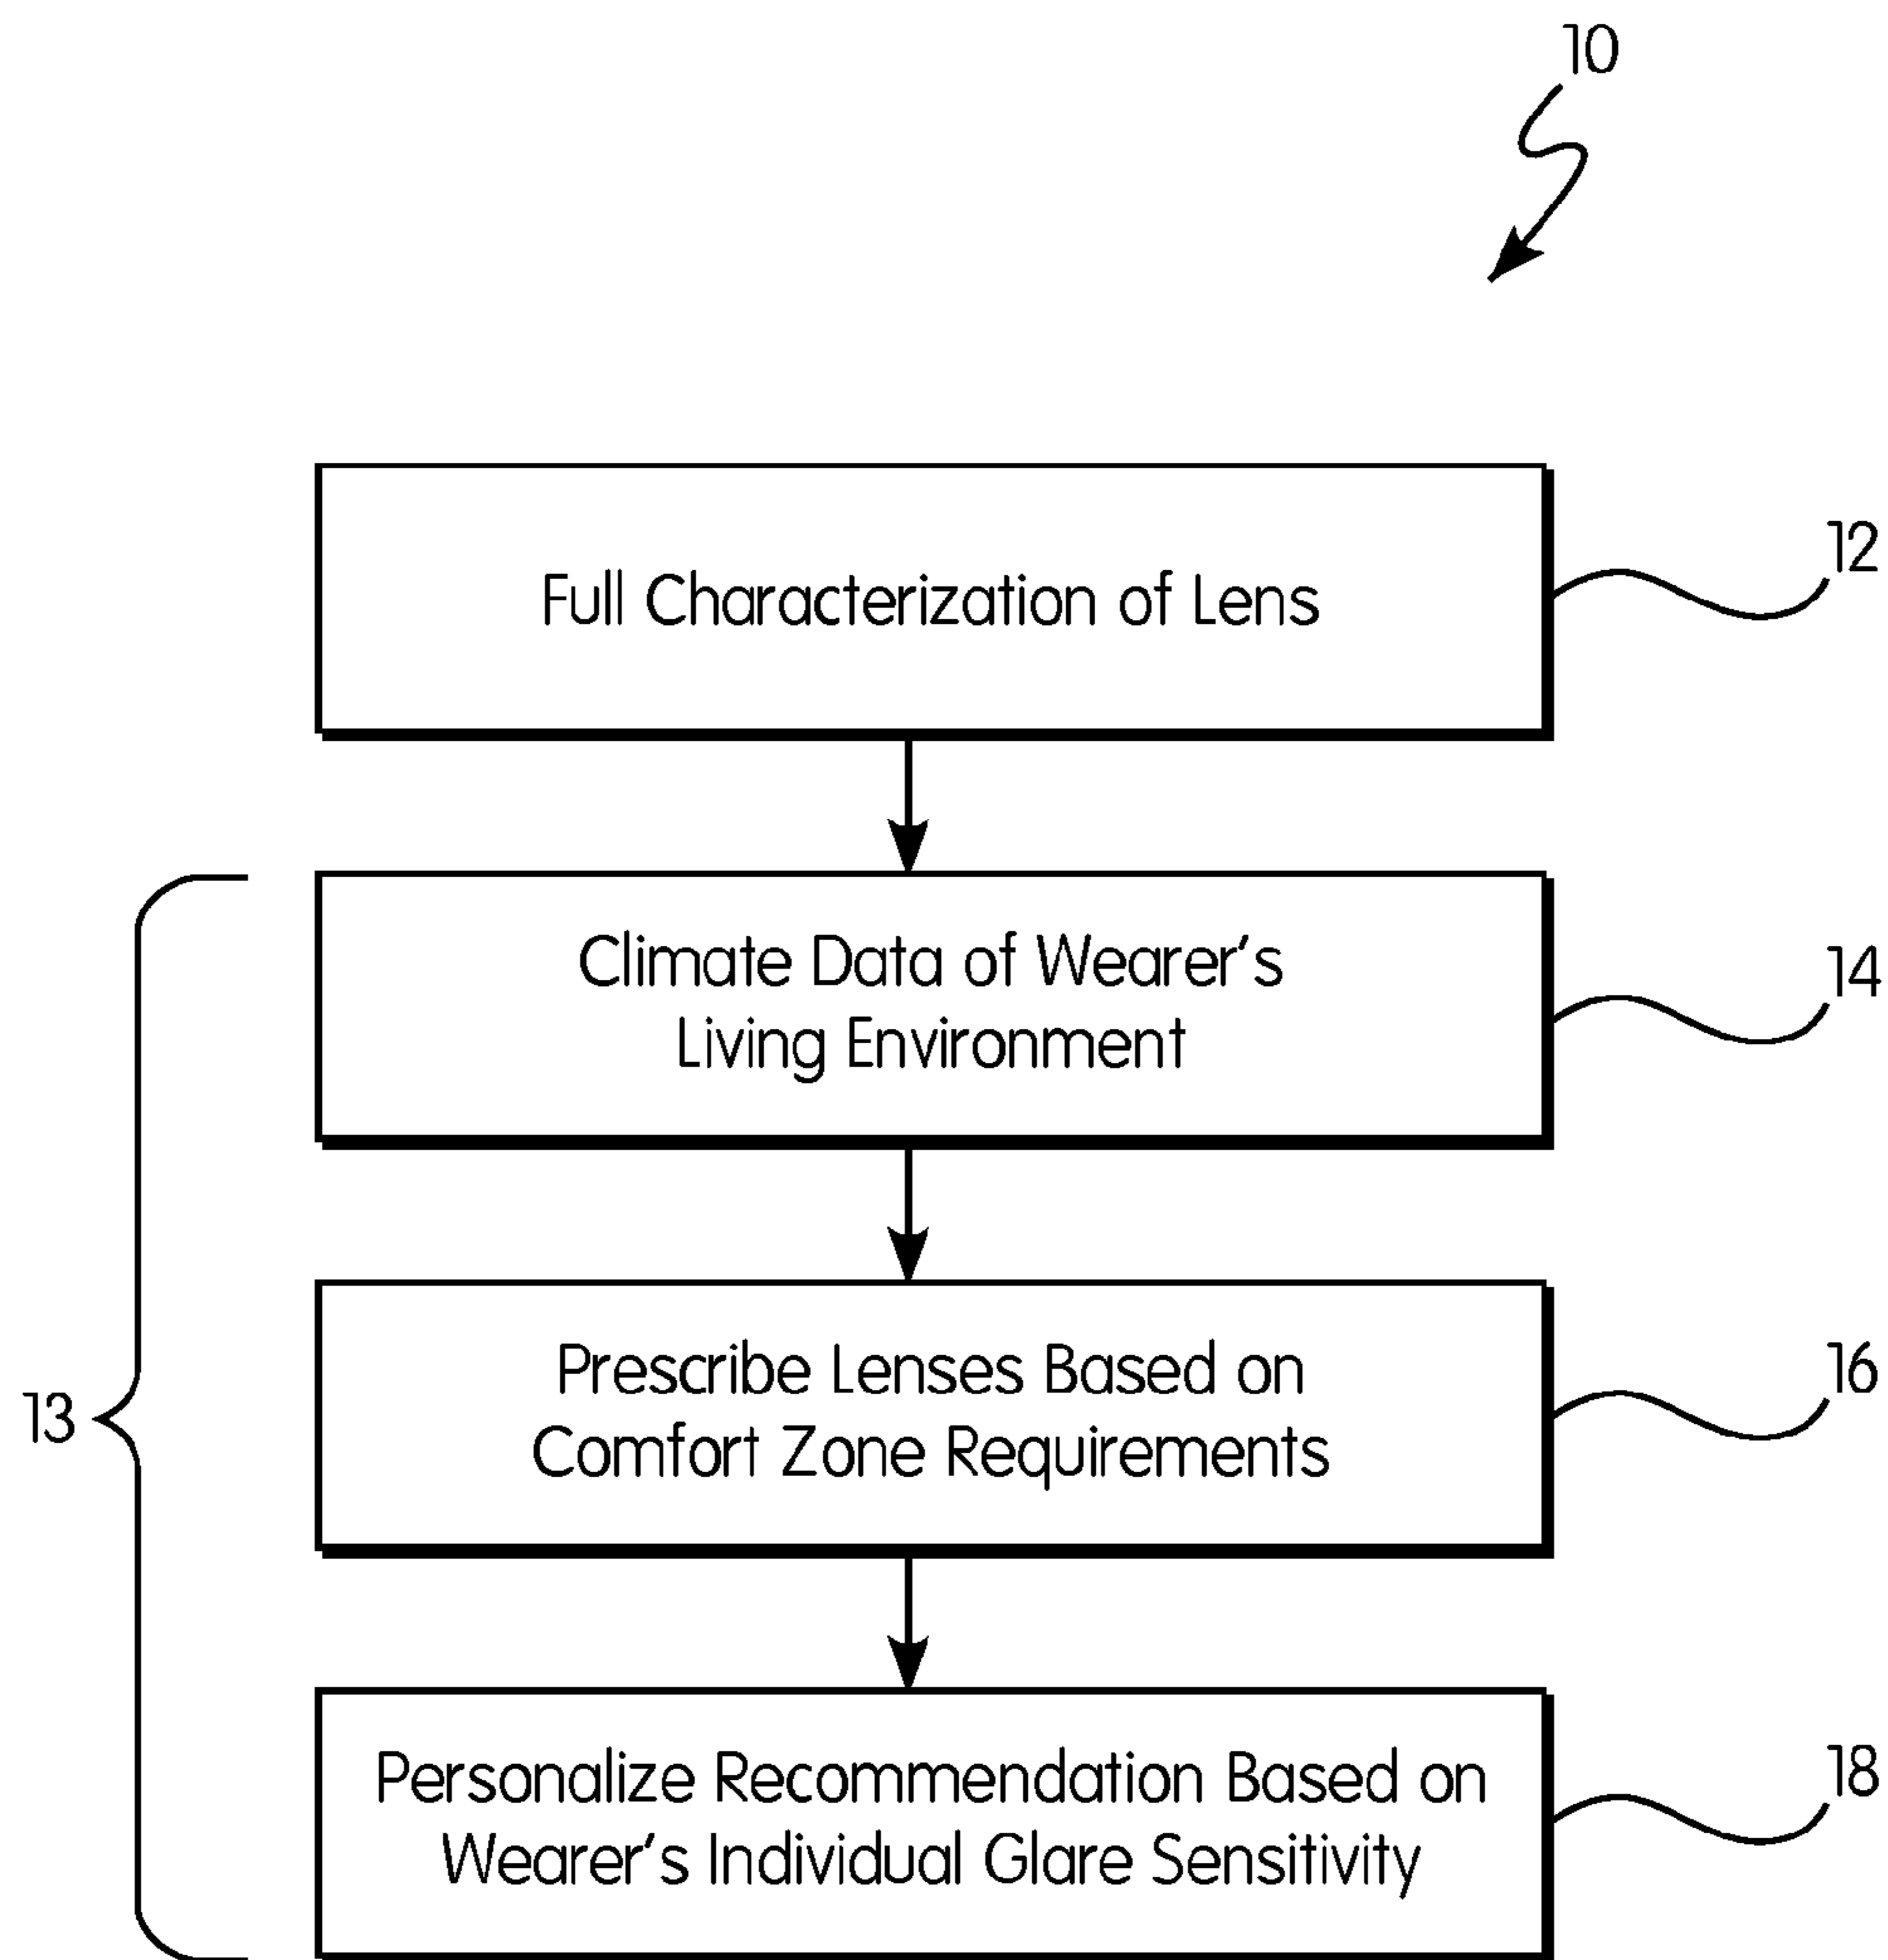 10
Full Characterization of Lens
12
Climate Data of Wearer's
Living Environment
14
13
Prescribe Lenses Based on
Comfort Zone Requirements
16
Personalize Recommendation Based on
Wearer's Individual Glare Sensitivity
18